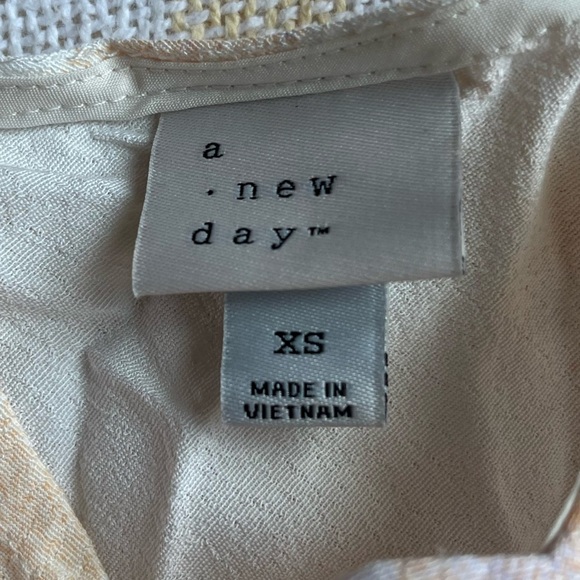 a
· new
day™
XS
MADE IN
VIETNAM